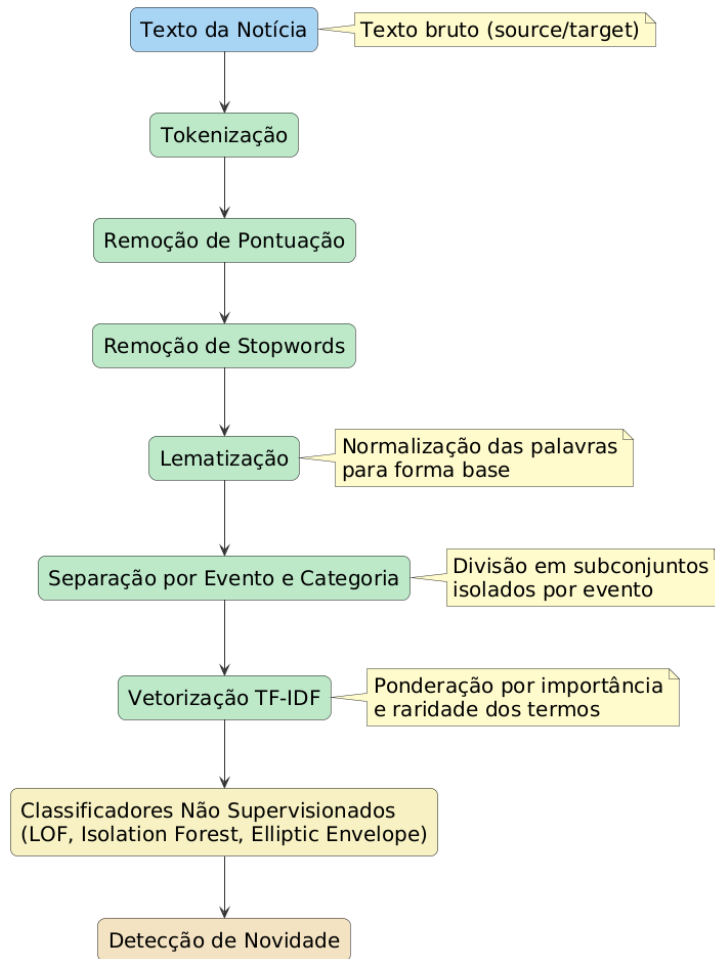 Texto da Notícia
Texto bruto (source/target)
Tokenização
Remoção de Pontuação
Remoção de Stopwords
Lematização
Normalização das palavras
para forma base
Separação por Evento e Categoria
Divisão em subconjuntos
isolados por evento
Vetorização TF-IDF
Ponderação por importância
e raridade dos termos
Classificadores Não Supervisionados
(LOF, Isolation Forest, Elliptic Envelope)
Detecção de Novidade